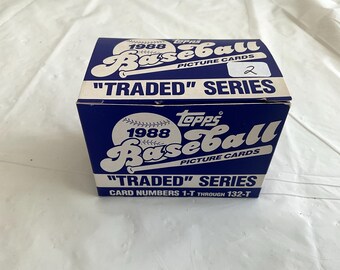 Topps
1988
Baseball
PICTURE CARDS
2
"TRADED" SERIES
Topps
1988
Baseball
PICTURE CARDS
"TRADED" SERIES
CARD NUMBERS 1-T THROUGH 132-T